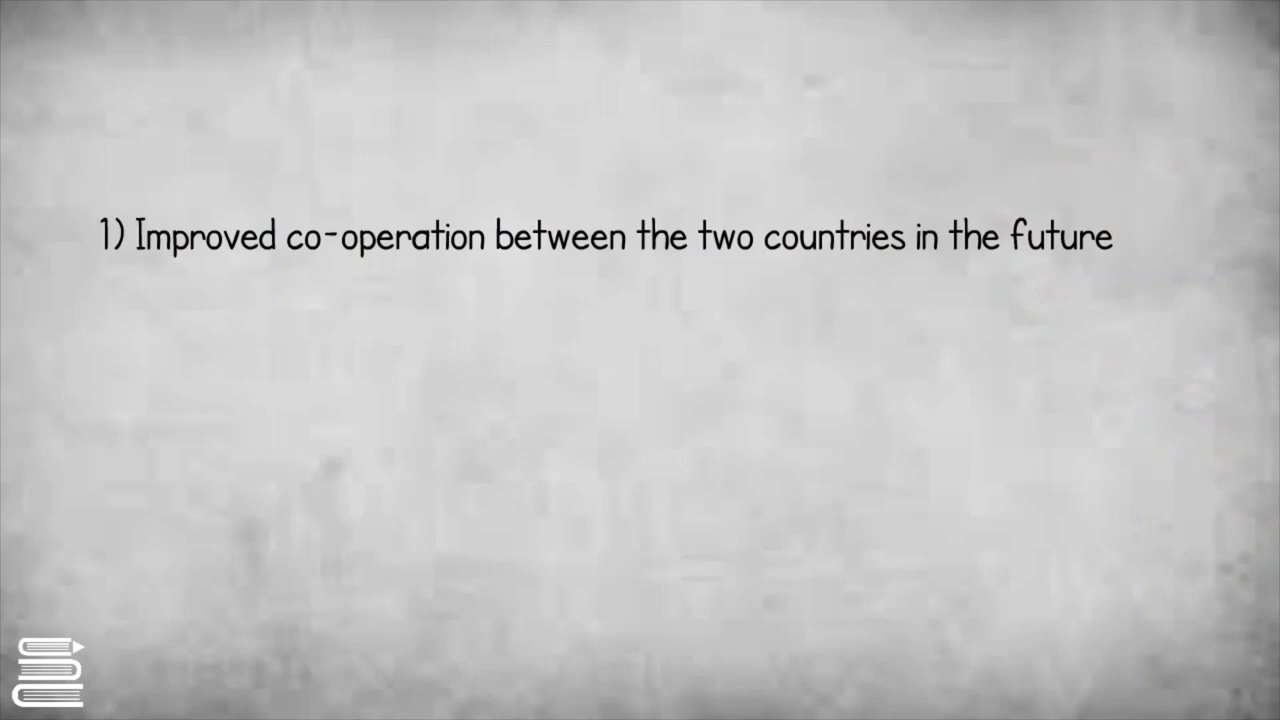 1) Improved co-operation between the two countries in the future